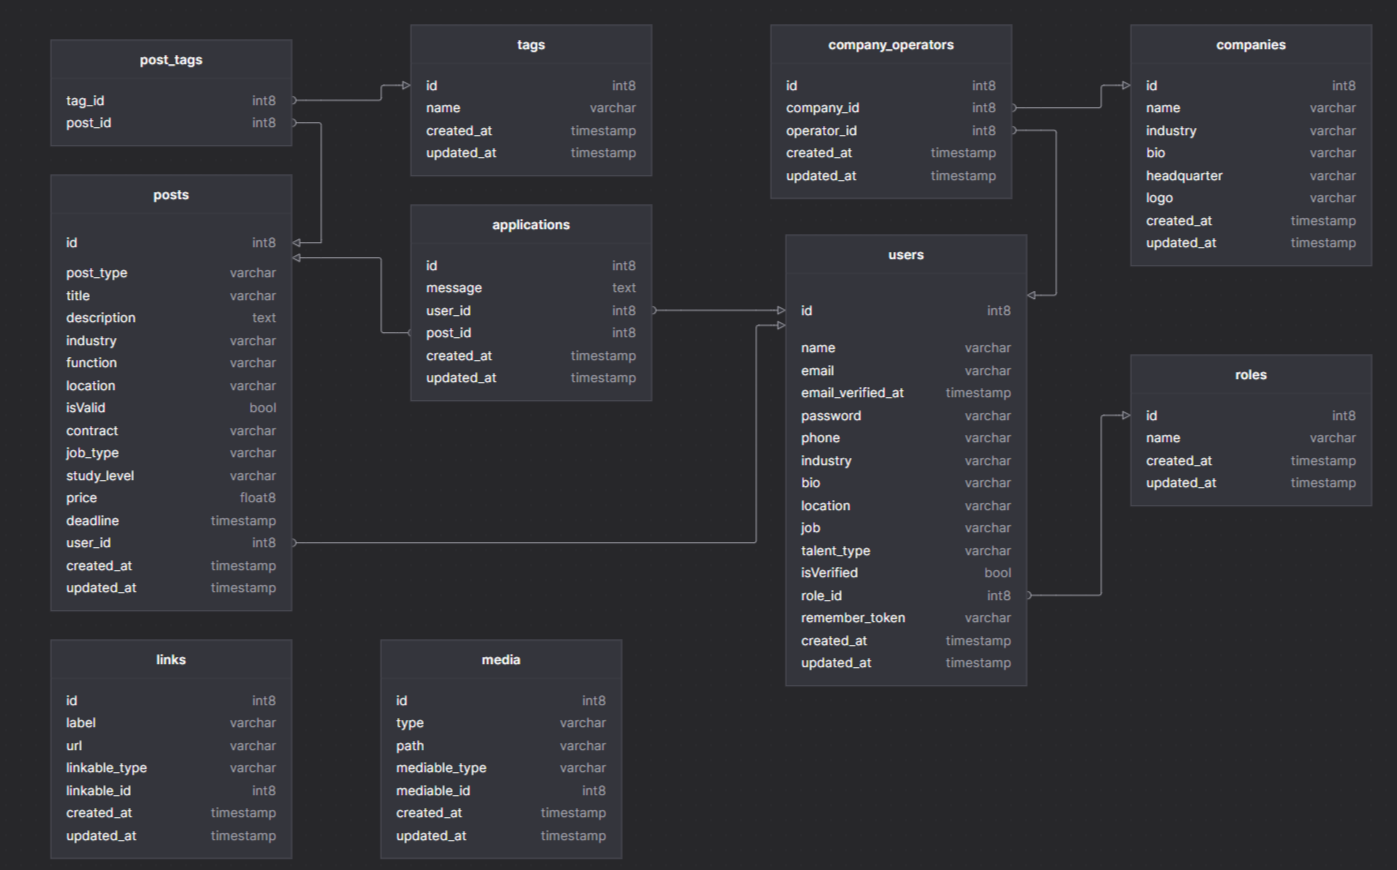 post_tags
tag_id int8
post_id int8
tags
id int8
name varchar
created_at timestamp
updated_at timestamp
company_operators
id int8
company_id int8
operator_id int8
created_at timestamp
updated_at timestamp
companies
id int8
name varchar
industry varchar
bio varchar
headquarter varchar
logo varchar
created_at timestamp
updated_at timestamp
posts
id int8
post_type varchar
title varchar
description text
industry varchar
function varchar
location varchar
isValid bool
contract varchar
job_type varchar
study_level varchar
price float8
deadline timestamp
user_id int8
created_at timestamp
updated_at timestamp
applications
id int8
message text
user_id int8
post_id int8
created_at timestamp
updated_at timestamp
users
id int8
name varchar
email varchar
email_verified_at timestamp
password varchar
phone varchar
industry varchar
bio varchar
location varchar
job varchar
talent_type varchar
isVerified bool
role_id int8
remember_token varchar
created_at timestamp
updated_at timestamp
roles
id int8
name varchar
created_at timestamp
updated_at timestamp
links
id int8
label varchar
url varchar
linkable_type varchar
linkable_id int8
created_at timestamp
updated_at timestamp
media
id int8
type varchar
path varchar
mediable_type varchar
mediable_id int8
created_at timestamp
updated_at timestamp